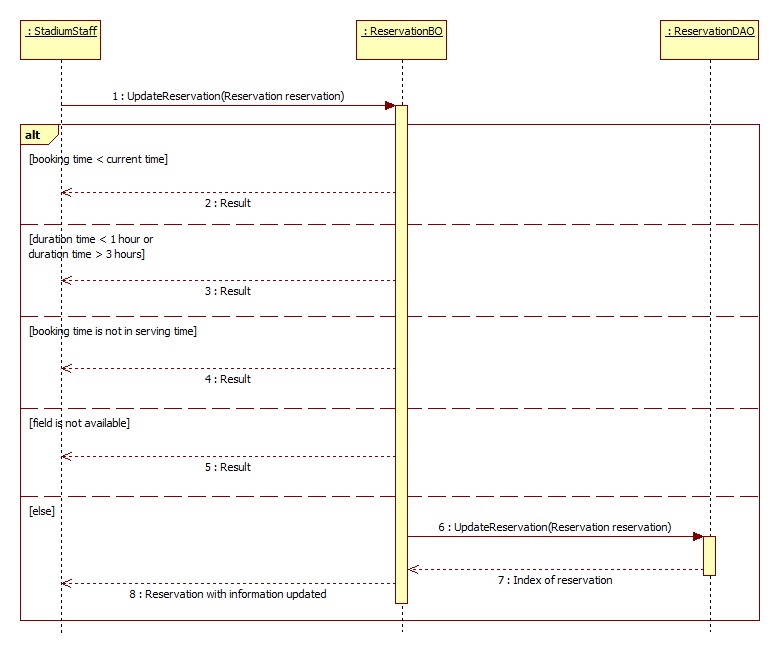 : StadiumStaff
: ReservationBO
: ReservationDAO
1 : UpdateReservation(Reservation reservation)
alt
[booking time < current time]
2 : Result
[duration time < 1 hour or
duration time > 3 hours]
3 : Result
[booking time is not in serving time]
4 : Result
[field is not available]
5 : Result
[else]
6 : UpdateReservation(Reservation reservation)
7 : Index of reservation
8 : Reservation with information updated